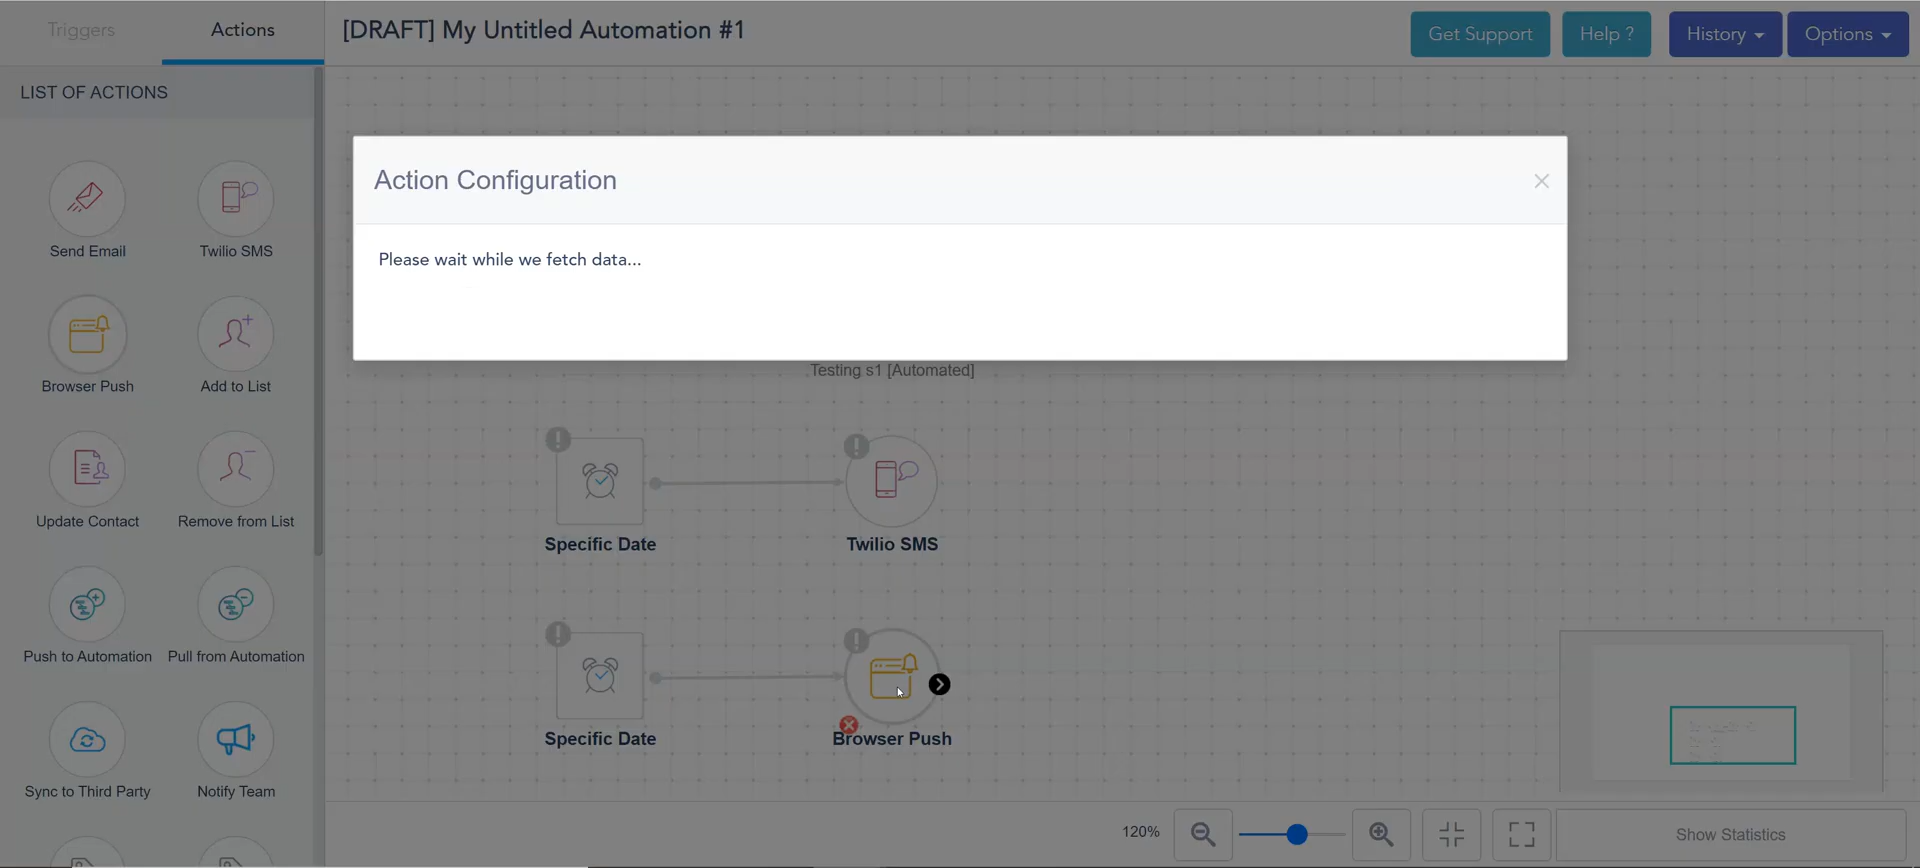 Triggers
Actions
[DRAFT] My Untitled Automation #1
Get Support
Help ?
History
Options
LIST OF ACTIONS
Action Configuration
Please wait while we fetch data...
Send Email
Twilio SMS
Browser Push
Add to List
Testing s1 [Automated]
Update Contact
Remove from List
Specific Date
Twilio SMS
Push to Automation
Pull from Automation
Specific Date
Browser Push
Sync to Third Party
Notify Team
120%
Show Statistics